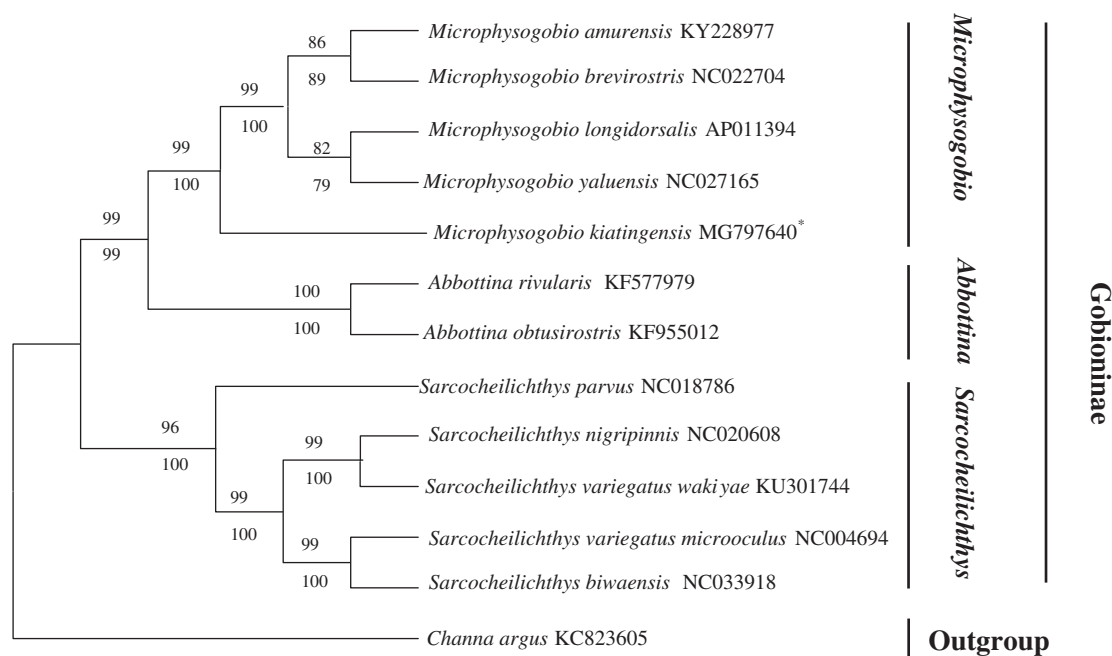 Microphysogobio amurensis KY228977
Microphysogobio brevirostris NC022704
Microphysogobio longidorsalis AP011394
Microphysogobio yaluensis NC027165
Microphysogobio kiatingensis MG797640*
Abbottina rivularis KF577979
Abbottina obtusirostris KF955012
Sarcocheilichthys parvus NC018786
Sarcocheilichthys nigripinnis NC020608
Sarcocheilichthys variegatus wakiyae KU301744
Sarcocheilichthys variegatus microoculus NC004694
Sarcocheilichthys biwaensis NC033918
Channa argus KC823605
86
89
99
100
82
79
99
100
99
99
100
100
96
100
99
100
99
100
99
100
Microphysogobio
Abbottina
Sarcocheilichthys
Outgroup
Gobioninae